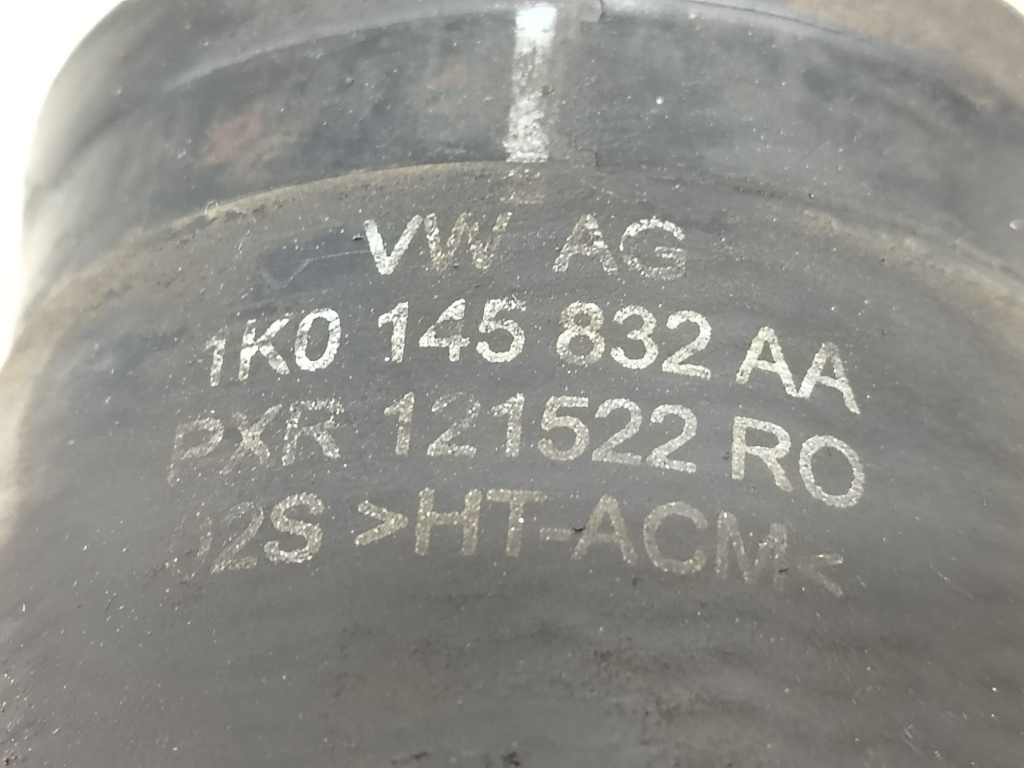 VW AG
1K0 145 832 AA
PXR 121522 RO
2S >HT-ACM<